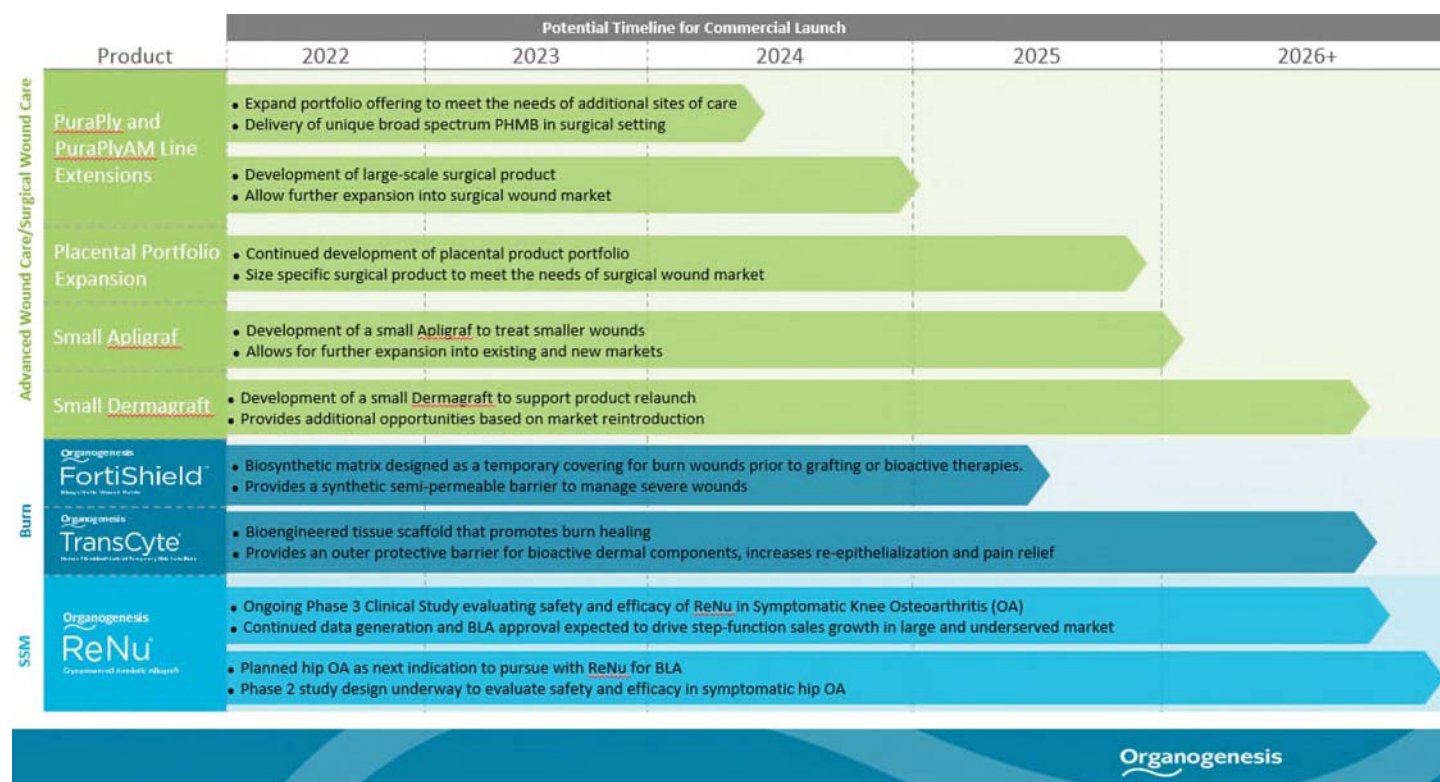 Potential Timeline for Commercial Launch
Product 2022 2023 2024 2025 2026+
Advanced Wound Care/Surgical Wound Care
PuraPly and
PuraPlyAM Line
Extensions
• Expand portfolio offering to meet the needs of additional sites of care
• Delivery of unique broad spectrum PHMB in surgical setting
• Development of large-scale surgical product
• Allow further expansion into surgical wound market
Placental Portfolio
Expansion
• Continued development of placental product portfolio
• Size specific surgical product to meet the needs of surgical wound market
Small Apligraf
• Development of a small Apligraf to treat smaller wounds
• Allows for further expansion into existing and new markets
Small Dermagraft
• Development of a small Dermagraft to support product relaunch
• Provides additional opportunities based on market reintroduction
Burn
Organogenesis
FortiShield™
Biosynthetic Wound Matrix
• Biosynthetic matrix designed as a temporary covering for burn wounds prior to grafting or bioactive therapies.
• Provides a synthetic semi-permeable barrier to manage severe wounds
Organogenesis
TransCyte
• Bioengineered tissue scaffold that promotes burn healing
• Provides an outer protective barrier for bioactive dermal components, increases re-epithelialization and pain relief
SSM
Organogenesis
ReNu
Cryopreserved Amniotic Allograft
• Ongoing Phase 3 Clinical Study evaluating safety and efficacy of ReNu in Symptomatic Knee Osteoarthritis (OA)
• Continued data generation and BLA approval expected to drive step-function sales growth in large and underserved market
• Planned hip OA as next indication to pursue with ReNu for BLA
• Phase 2 study design underway to evaluate safety and efficacy in symptomatic hip OA
Organogenesis